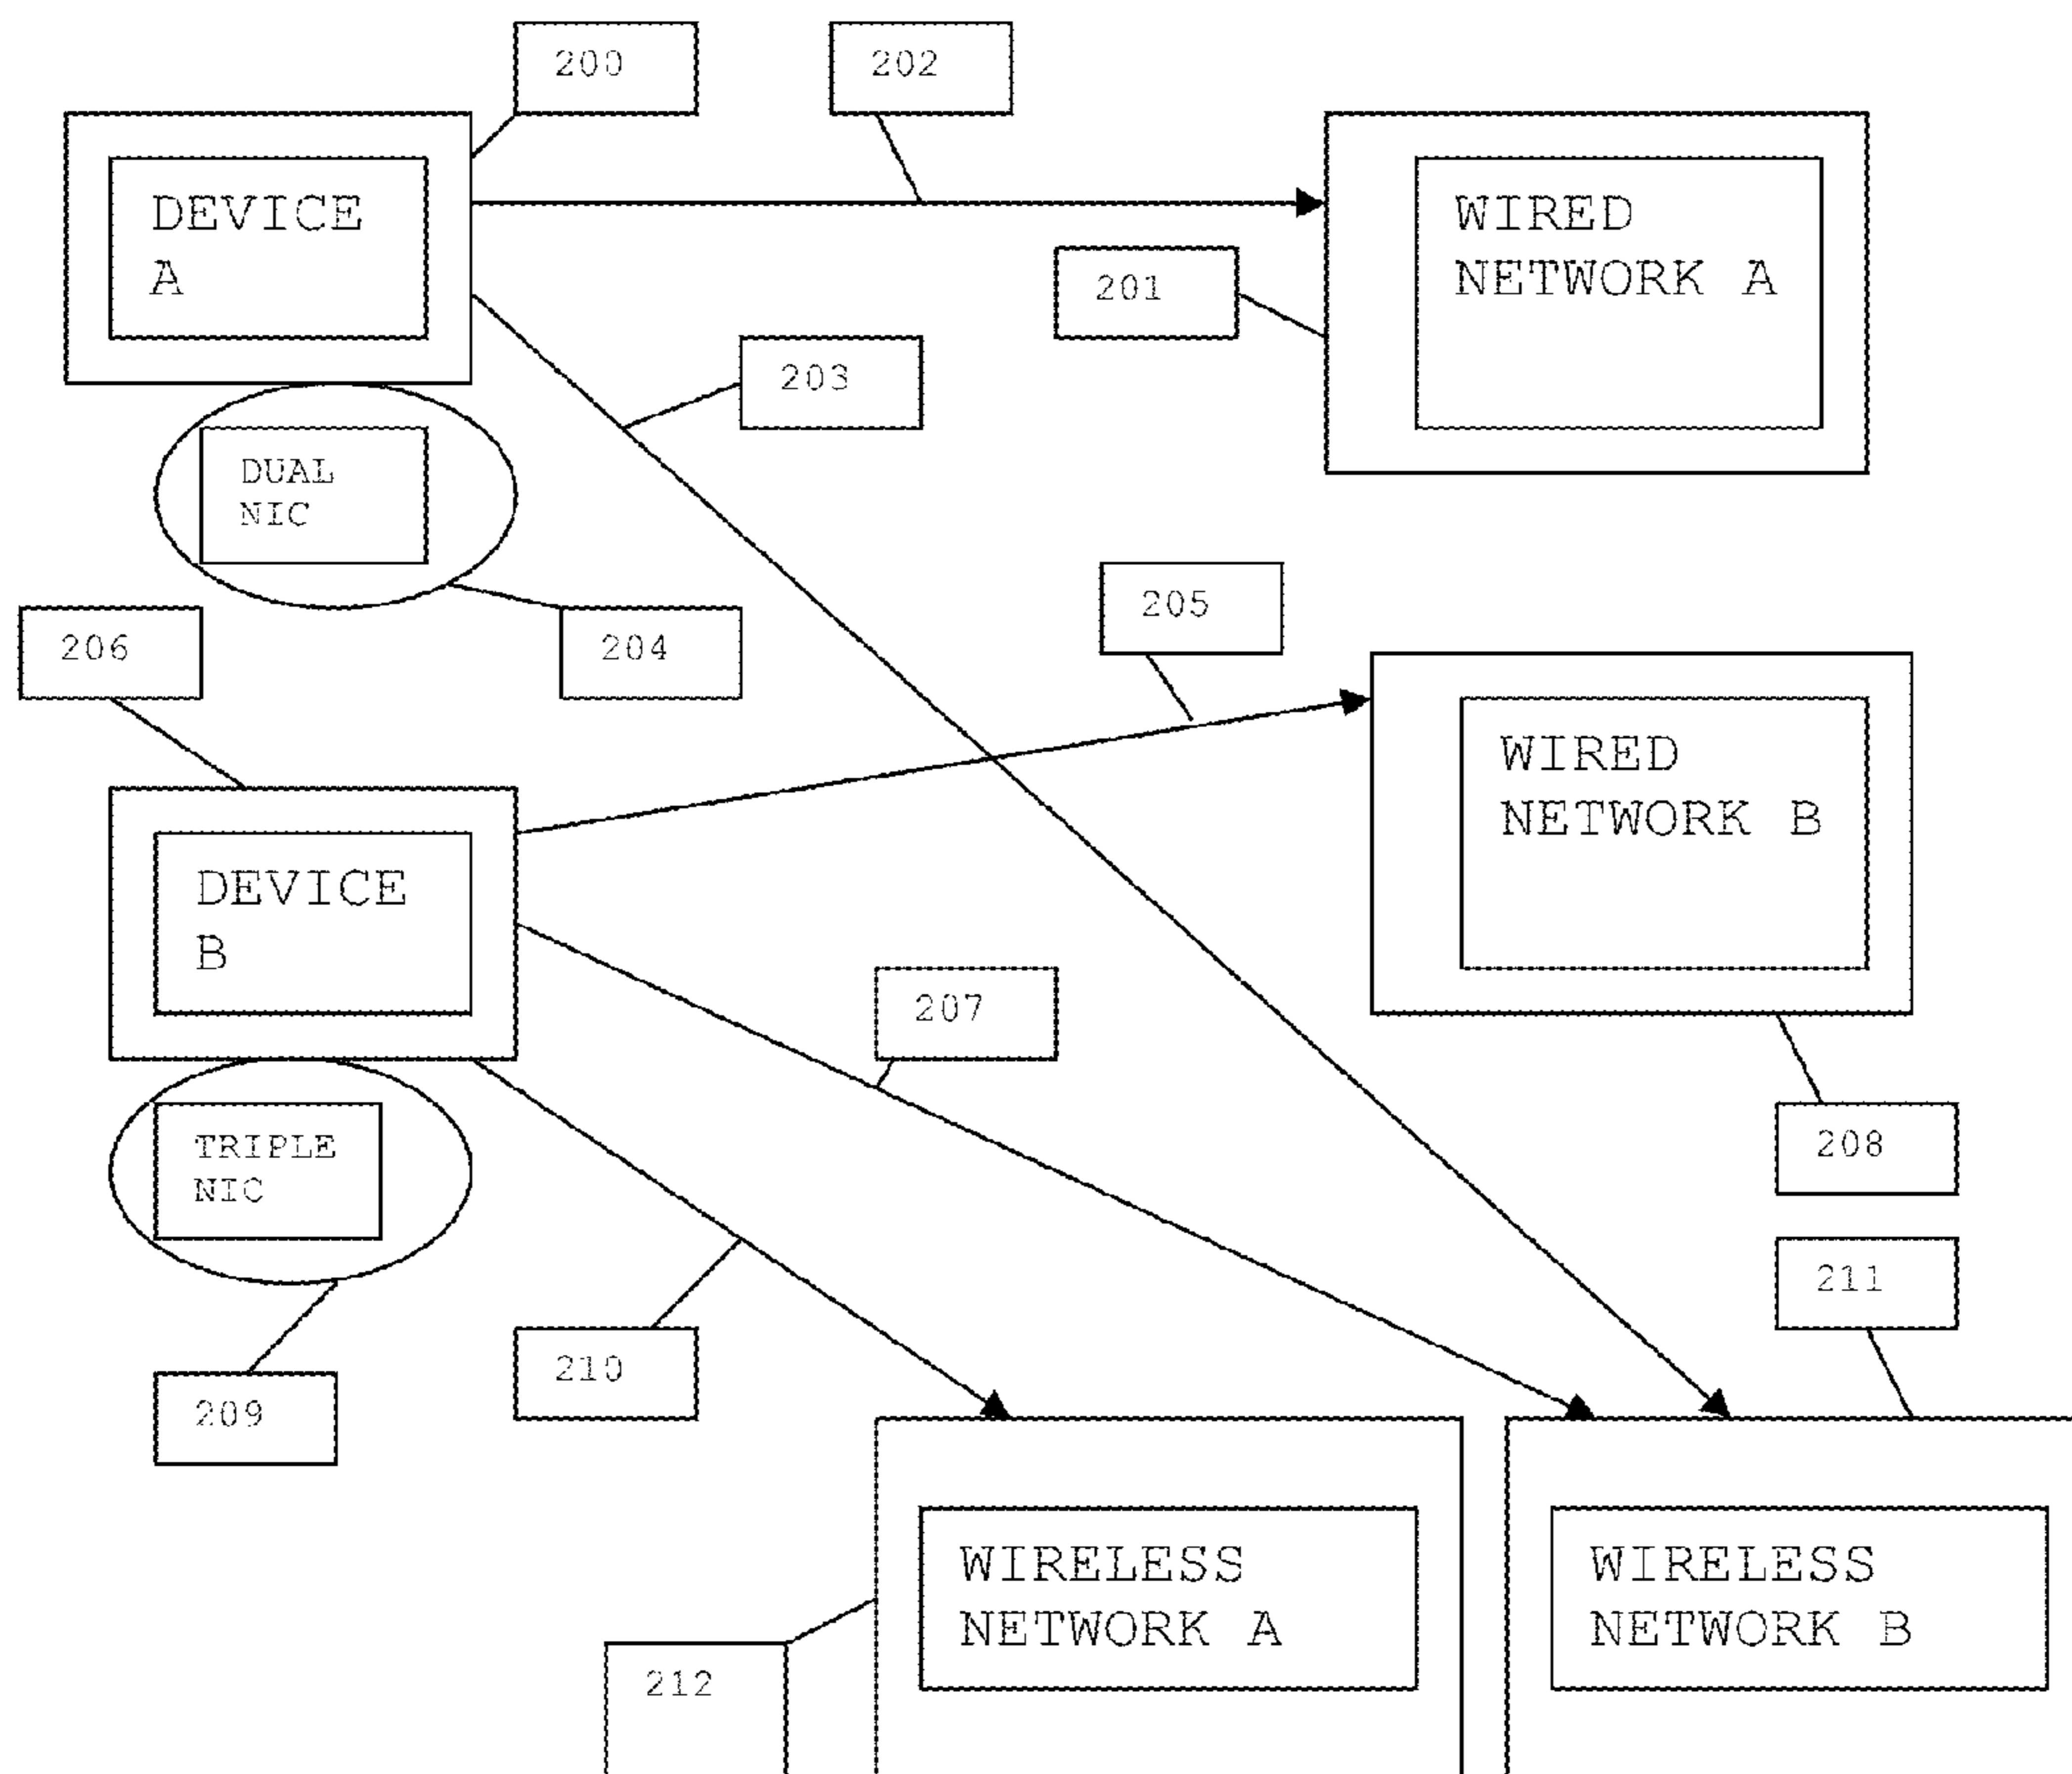 200
202
DEVICE
A
WIRED
NETWORK A
201
203
DUAL
NIC
205
206
204
WIRED
NETWORK B
DEVICE
B
207
TRIPLE
NIC
208
211
210
209
WIRELESS
NETWORK A
WIRELESS
NETWORK B
212